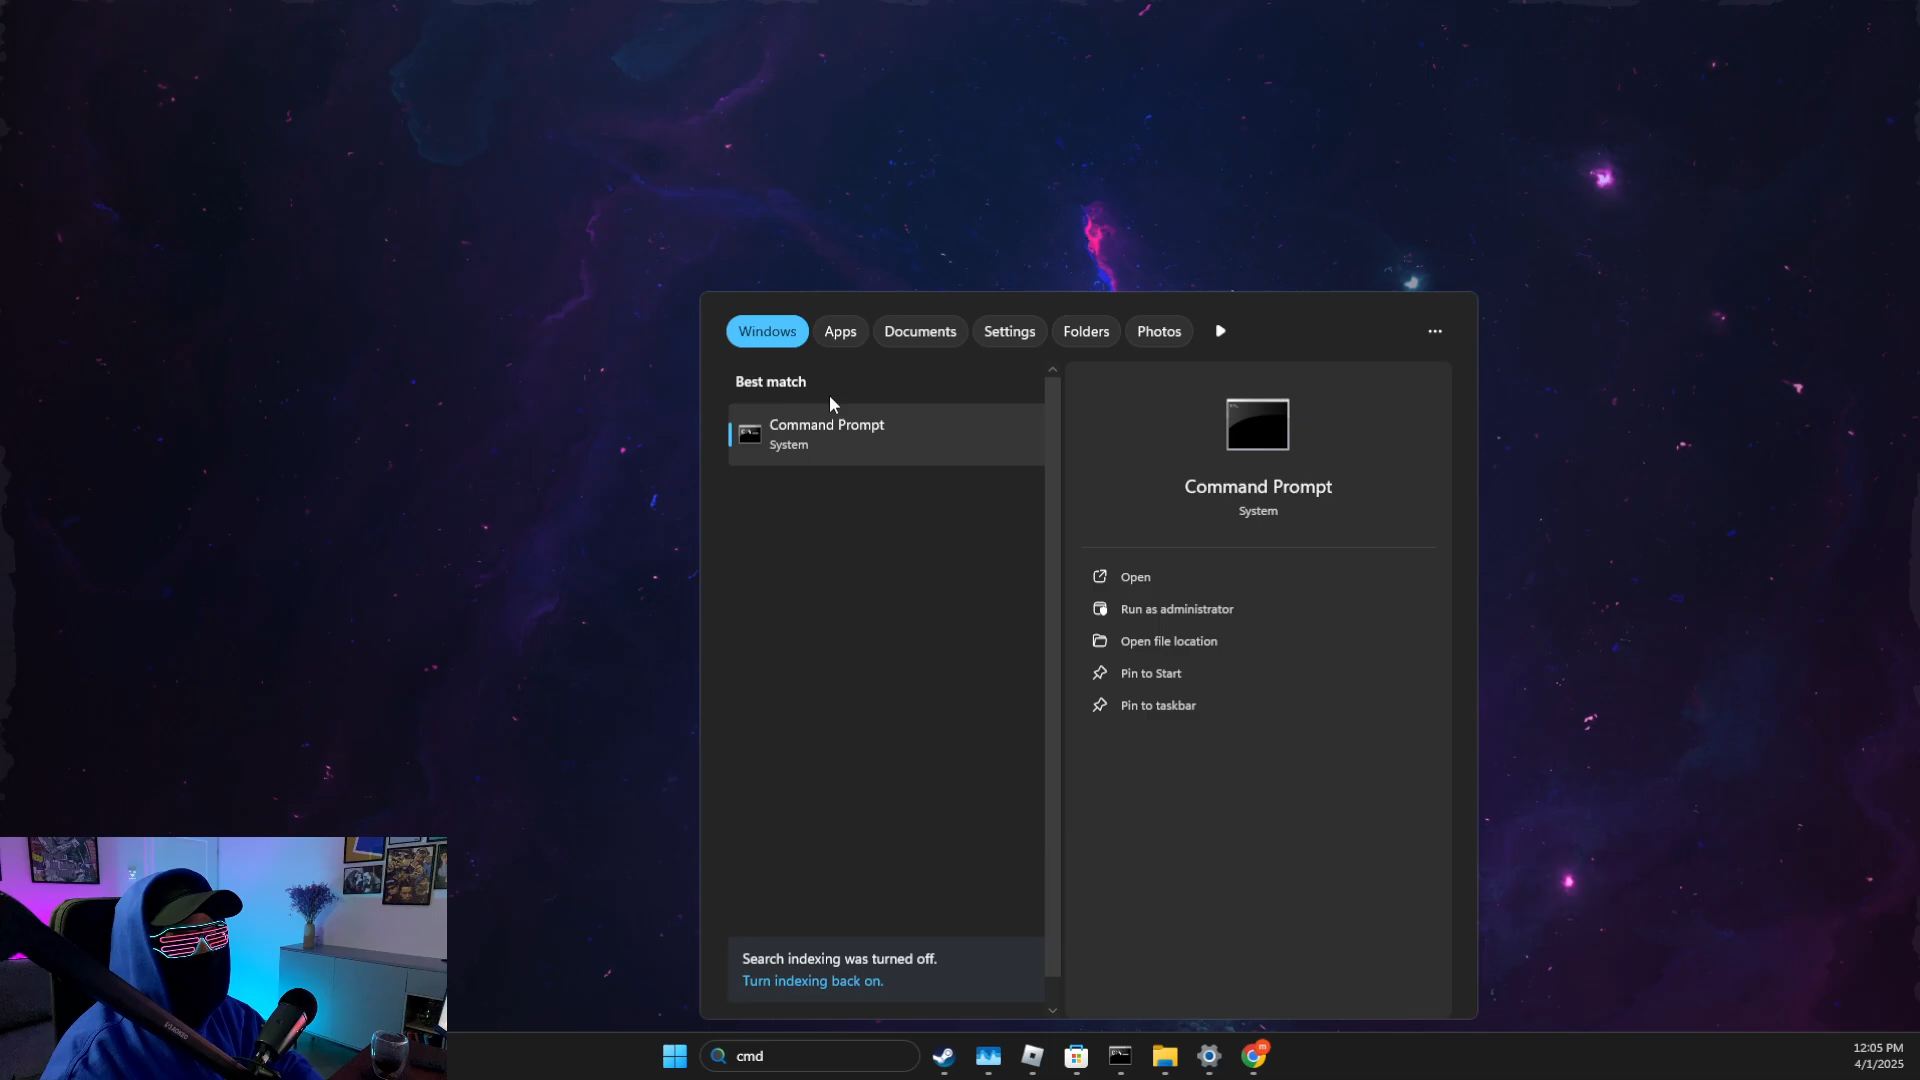 Windows
Apps
Documents
Settings
Folders
Photos
Best match
Command Prompt
System
Command Prompt
System
Open
Run as administrator
Open file location
Pin to Start
Pin to taskbar
Search indexing was turned off.
Turn indexing back on.
cmd
m
12:05 PM
4/1/2025